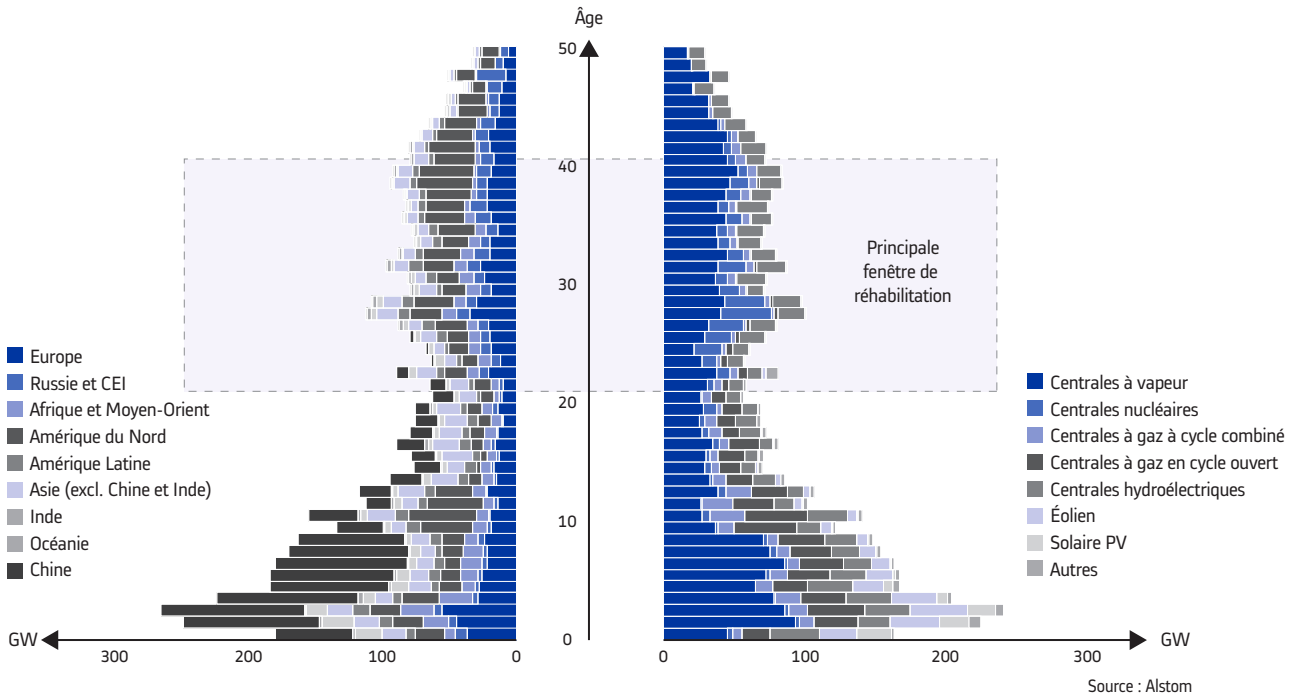 Âge
50
40
30
20
10
0
Principale
fenêtre de
réhabilitation
Europe
Russie et CEI
Afrique et Moyen-Orient
Amérique du Nord
Amérique Latine
Asie (excl. Chine et Inde)
Inde
Océanie
Chine
Centrales à vapeur
Centrales nucléaires
Centrales à gaz à cycle combiné
Centrales à gaz en cycle ouvert
Centrales hydroélectriques
Éolien
Solaire PV
Autres
GW
300
200
100
0
0
100
200
300
GW
Source : Alstom